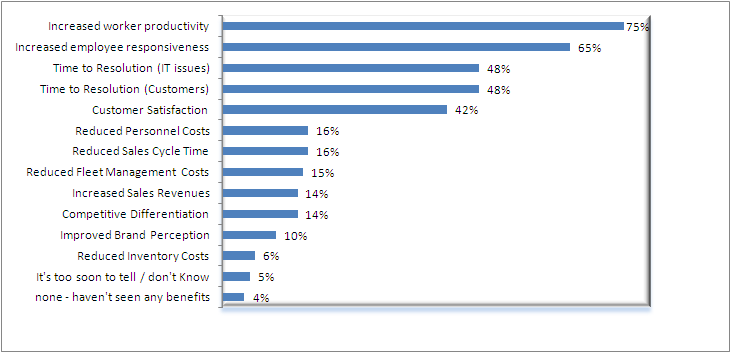 Increased worker productivity 75%
Increased employee responsiveness 65%
Time to Resolution (IT issues) 48%
Time to Resolution (Customers) 48%
Customer Satisfaction 42%
Reduced Personnel Costs 16%
Reduced Sales Cycle Time 16%
Reduced Fleet Management Costs 15%
Increased Sales Revenues 14%
Competitive Differentiation 14%
Improved Brand Perception 10%
Reduced Inventory Costs 6%
It's too soon to tell / don't Know 5%
none - haven't seen any benefits 4%